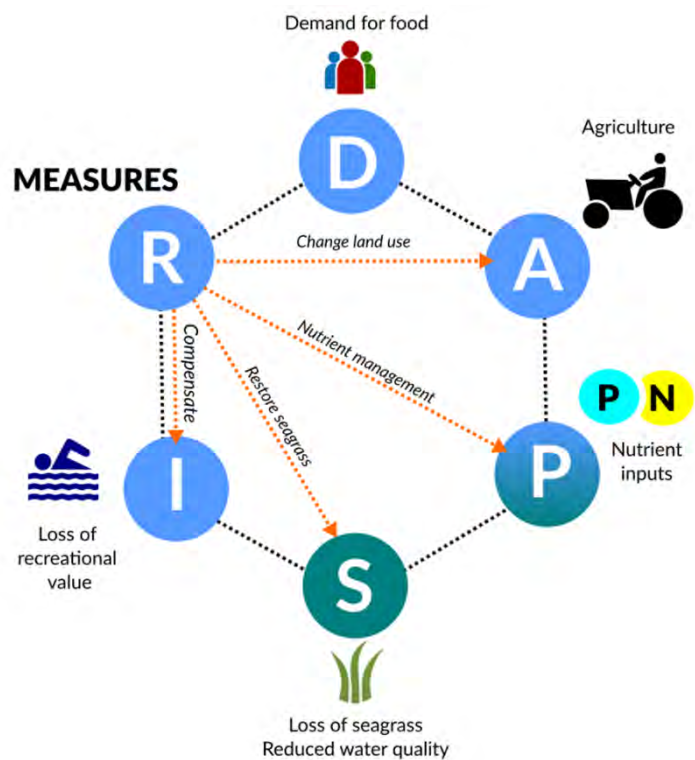 Demand for food
D
Agriculture
MEASURES
R
Change land use
A
Nutrient management
Restore seagrass
Compensate
P N
Nutrient
inputs
P
I
Loss of
recreational
value
S
Loss of seagrass
Reduced water quality